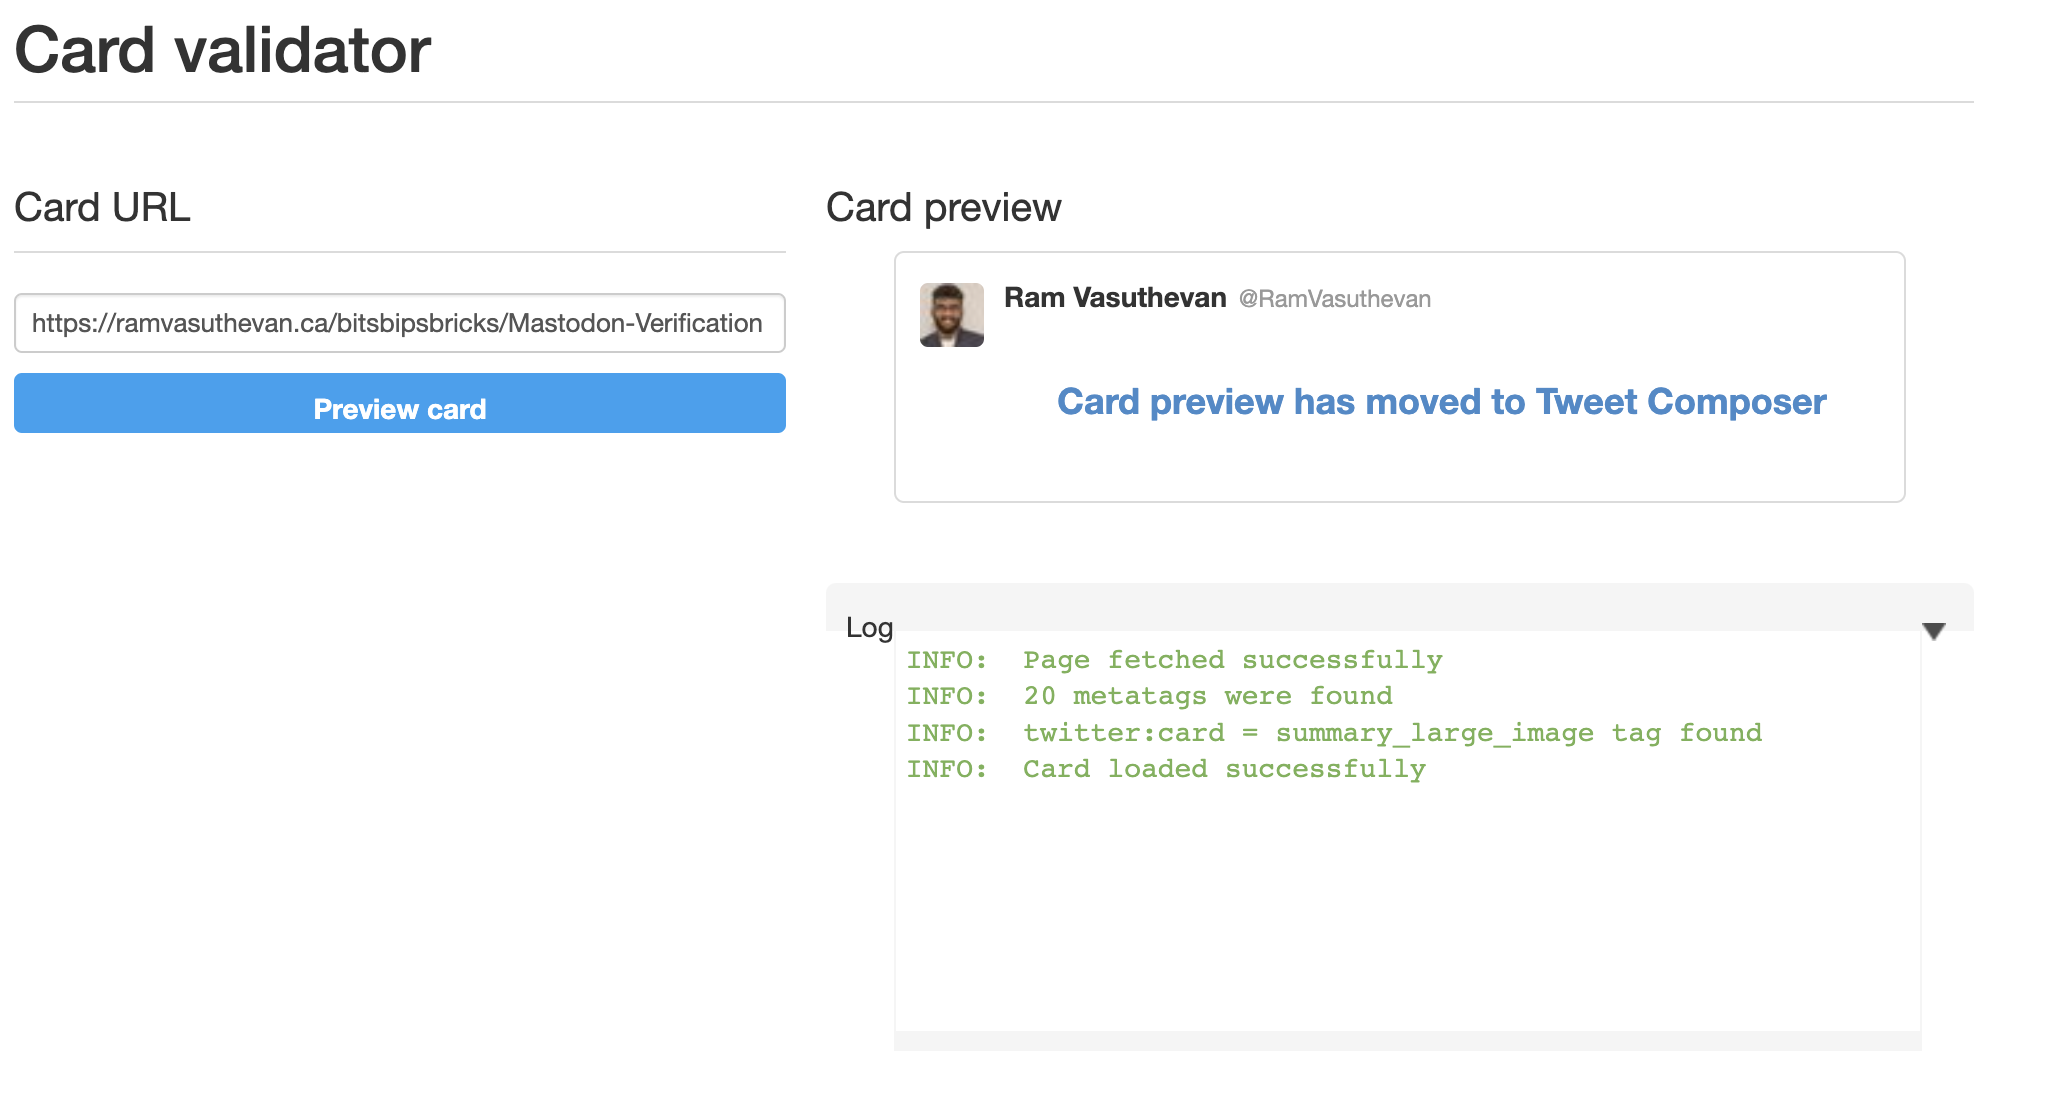 Card validator
Card URL
https://ramvasuthevan.ca/bitsbipsbricks/Mastodon-Verification
Preview card
Card preview
Ram Vasuthevan @RamVasuthevan
Card preview has moved to Tweet Composer
Log
INFO:  Page fetched successfully
INFO:  20 metatags were found
INFO:  twitter:card = summary_large_image tag found
INFO:  Card loaded successfully